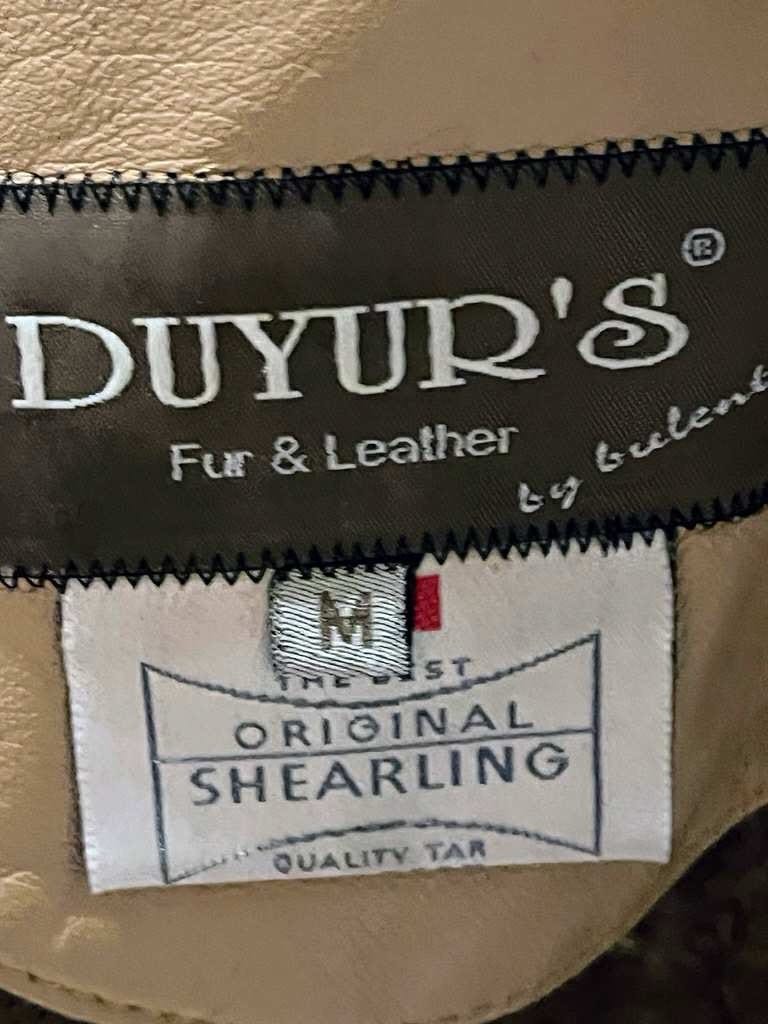 DUYUR'S ®
Fur & Leather
by bulent
M
THE BEST
ORIGINAL
SHEARLING
QUALITY TAR